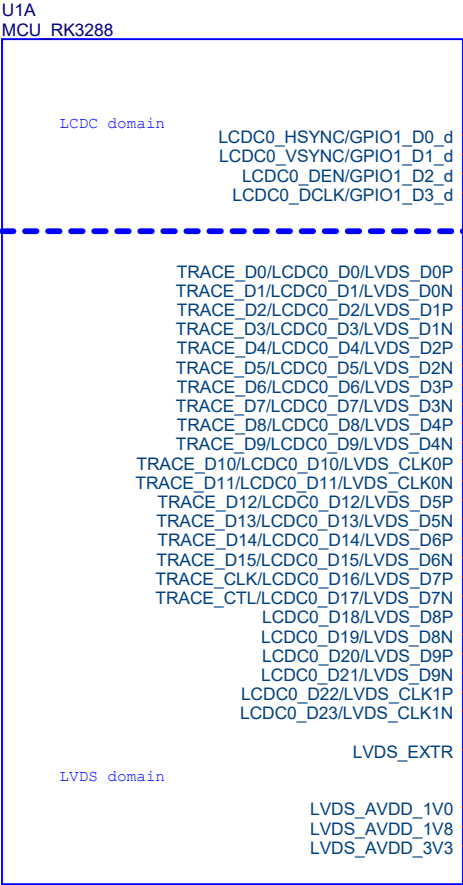 U1A
MCU_RK3288
LCDC domain
LCDC0_HSYNC/GPIO1_D0_d
LCDC0_VSYNC/GPIO1_D1_d
LCDC0_DEN/GPIO1_D2_d
LCDC0_DCLK/GPIO1_D3_d
TRACE_D0/LCDC0_D0/LVDS_D0P
TRACE_D1/LCDC0_D1/LVDS_D0N
TRACE_D2/LCDC0_D2/LVDS_D1P
TRACE_D3/LCDC0_D3/LVDS_D1N
TRACE_D4/LCDC0_D4/LVDS_D2P
TRACE_D5/LCDC0_D5/LVDS_D2N
TRACE_D6/LCDC0_D6/LVDS_D3P
TRACE_D7/LCDC0_D7/LVDS_D3N
TRACE_D8/LCDC0_D8/LVDS_D4P
TRACE_D9/LCDC0_D9/LVDS_D4N
TRACE_D10/LCDC0_D10/LVDS_CLK0P
TRACE_D11/LCDC0_D11/LVDS_CLK0N
TRACE_D12/LCDC0_D12/LVDS_D5P
TRACE_D13/LCDC0_D13/LVDS_D5N
TRACE_D14/LCDC0_D14/LVDS_D6P
TRACE_D15/LCDC0_D15/LVDS_D6N
TRACE_CLK/LCDC0_D16/LVDS_D7P
TRACE_CTL/LCDC0_D17/LVDS_D7N
LCDC0_D18/LVDS_D8P
LCDC0_D19/LVDS_D8N
LCDC0_D20/LVDS_D9P
LCDC0_D21/LVDS_D9N
LCDC0_D22/LVDS_CLK1P
LCDC0_D23/LVDS_CLK1N
LVDS_EXTR
LVDS domain
LVDS_AVDD_1V0
LVDS_AVDD_1V8
LVDS_AVDD_3V3